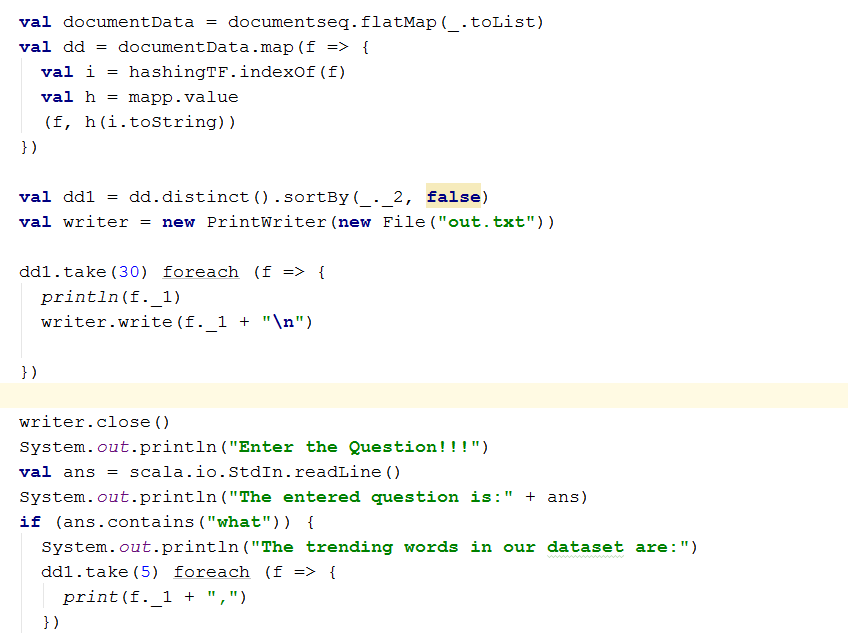 val documentData = documentseq.flatMap(_.toList)
val dd = documentData.map(f => {
  val i = hashingTF.indexOf(f)
  val h = mapp.value
  (f, h(i.toString))
})
val dd1 = dd.distinct().sortBy(_._2, false)
val writer = new PrintWriter(new File("out.txt"))
dd1.take(30) foreach (f => {
  println(f._1)
  writer.write(f._1 + "\n")
})
writer.close()
System.out.println("Enter the Question!!!")
val ans = scala.io.StdIn.readLine()
System.out.println("The entered question is:" + ans)
if (ans.contains("what")) {
  System.out.println("The trending words in our dataset are:")
  dd1.take(5) foreach (f => {
    print(f._1 + ",")
  })